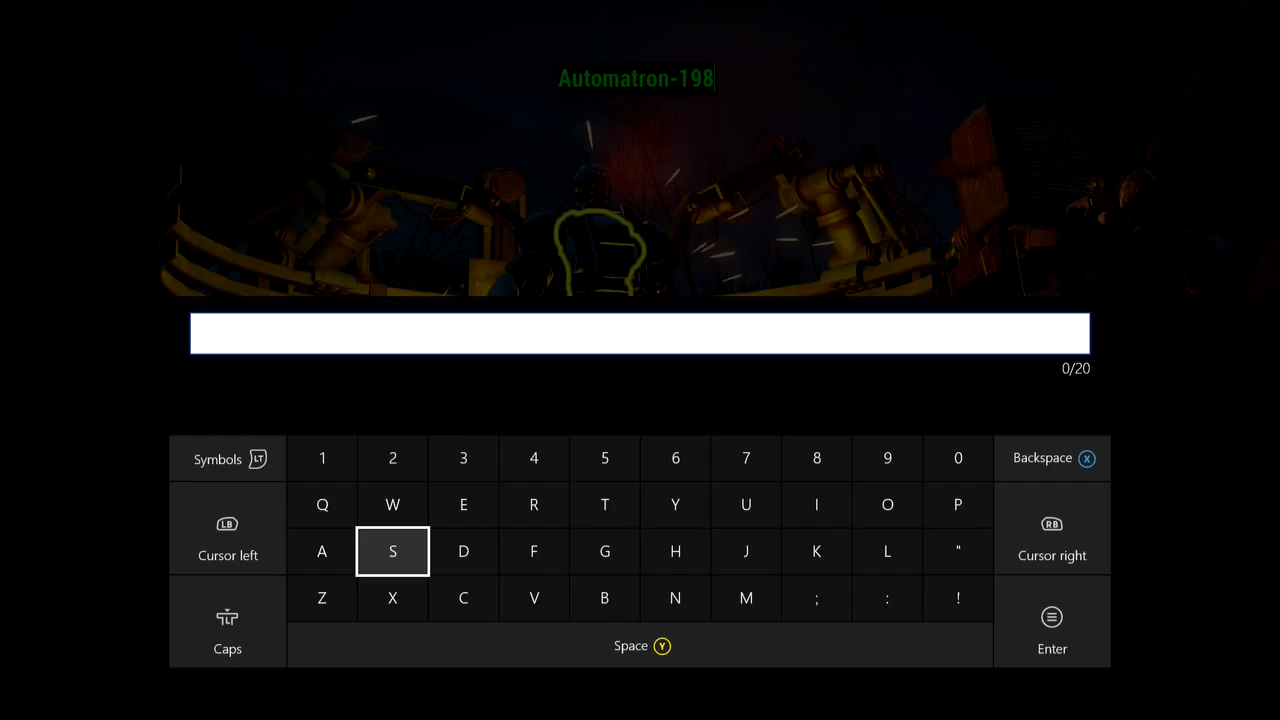 Automatron-198
0/20
Symbols LT 1 2 3 4 5 6 7 8 9 0 Backspace X
Q W E R T Y U I O P
LB Cursor left A S D F G H J K L " RB Cursor right
Z X C V B N M ; : !
Caps Space Y Enter